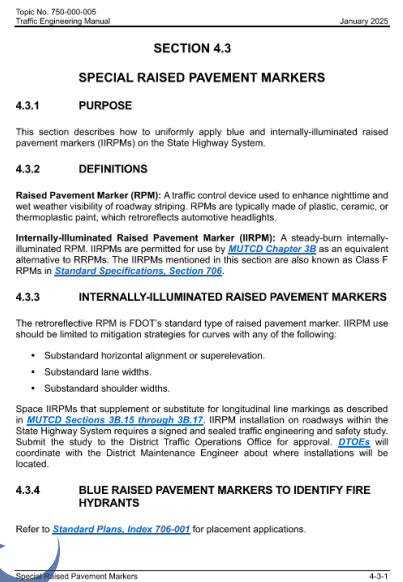 Topic No. 750-000-005
Traffic Engineering Manual January 2025
SECTION 4.3
SPECIAL RAISED PAVEMENT MARKERS
4.3.1 PURPOSE
This section describes how to uniformly apply blue and internally-illuminated raised
pavement markers (IIRPMs) on the State Highway System.
4.3.2 DEFINITIONS
Raised Pavement Marker (RPM): A traffic control device used to enhance nighttime and
wet weather visibility of roadway striping. RPMs are typically made of plastic, ceramic, or
thermoplastic paint, which retroreflects automotive headlights.
Internally-Illuminated Raised Pavement Marker (IIRPM): A steady-burn internally-
illuminated RPM. IIRPMs are permitted for use by MUTCD Chapter 3B as an equivalent
alternative to RRPMs. The IIRPMs mentioned in this section are also known as Class F
RPMs in Standard Specifications, Section 706.
4.3.3 INTERNALLY-ILLUMINATED RAISED PAVEMENT MARKERS
The retroreflective RPM is FDOT's standard type of raised pavement marker. IIRPM use
should be limited to mitigation strategies for curves with any of the following:
• Substandard horizontal alignment or superelevation.
• Substandard lane widths.
• Substandard shoulder widths.
Space IIRPMs that supplement or substitute for longitudinal line markings as described
in MUTCD Sections 3B.15 through 3B.17. IIRPM installation on roadways within the
State Highway System requires a signed and sealed traffic engineering and safety study.
Submit the study to the District Traffic Operations Office for approval. DTOEs will
coordinate with the District Maintenance Engineer about where installations will be
located.
4.3.4 BLUE RAISED PAVEMENT MARKERS TO IDENTIFY FIRE
HYDRANTS
Refer to Standard Plans, Index 706-001 for placement applications.
Special Raised Pavement Markers 4-3-1